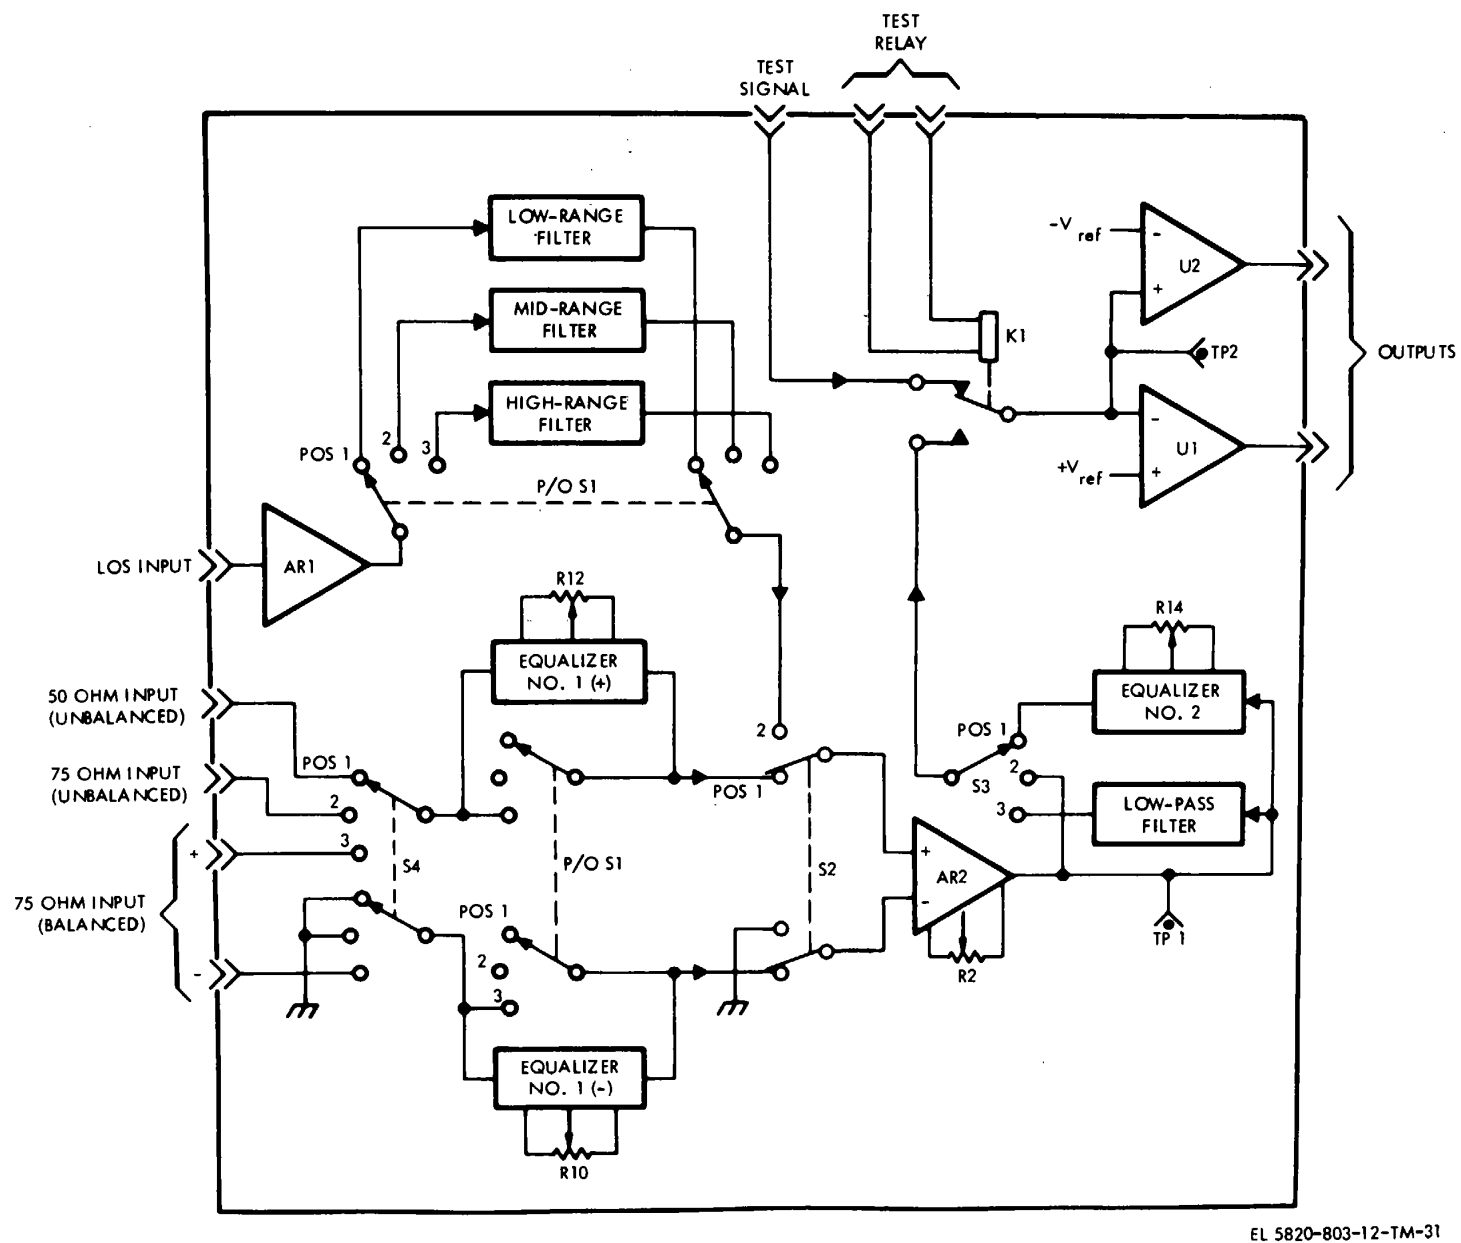 TEST
RELAY
TEST
SIGNAL
LOW-RANGE
FILTER
-V ref
-
U2
+
MID-RANGE
FILTER
K1
TP2
OUTPUTS
HIGH-RANGE
FILTER
POS 1
2
3
-
U1
+V ref
+
P/O S1
LOS INPUT
AR1
R12
R14
EQUALIZER
NO. 1 (+)
50 OHM INPUT
(UNBALANCED)
EQUALIZER
NO. 2
2
POS 1
POS 1
75 OHM INPUT
(UNBALANCED)
POS 1
2
S3
2
3
LOW-PASS
FILTER
3
+
S4
P/O S1
S2
+
AR2
-
75 OHM INPUT
(BALANCED)
POS 1
TP 1
-
2
R2
3
EQUALIZER
NO. 1 (-)
R10
EL 5820-803-12-TM-31